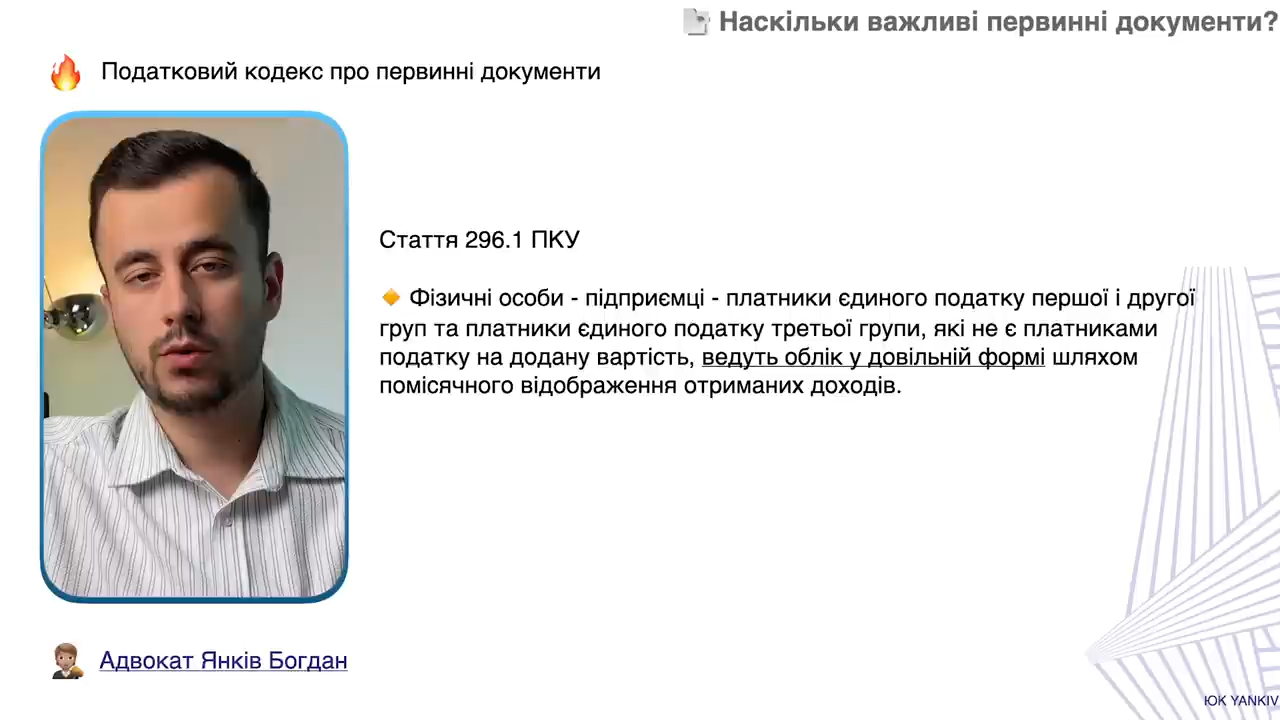 Наскільки важливі первинні документи?
Податковий кодекс про первинні документи
Стаття 296.1 ПКУ
Фізичні особи - підприємці - платники єдиного податку першої і другої
груп та платники єдиного податку третьої групи, які не є платниками
податку на додану вартість, ведуть облік у довільній формі шляхом
помісячного відображення отриманих доходів.
Адвокат Янків Богдан
ЮК YANKIV